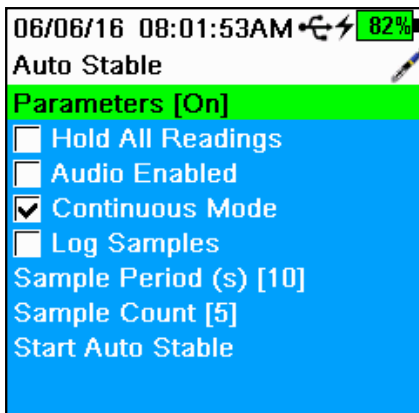 06/06/16 08:01:53AM 82%
Auto Stable
Parameters [On]
Hold All Readings
Audio Enabled
Continuous Mode
Log Samples
Sample Period (s) [10]
Sample Count [5]
Start Auto Stable